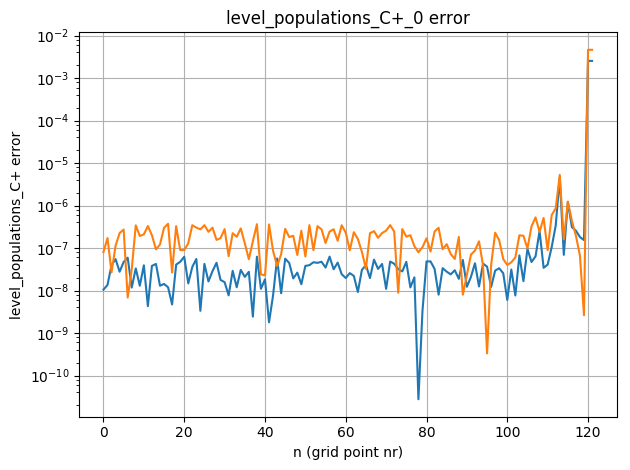 level_populations_C+_0 error
10⁻²
10⁻³
10⁻⁴
10⁻⁵
10⁻⁶
10⁻⁷
10⁻⁸
10⁻⁹
10⁻¹⁰
level_populations_C+ error
0 20 40 60 80 100 120
n (grid point nr)